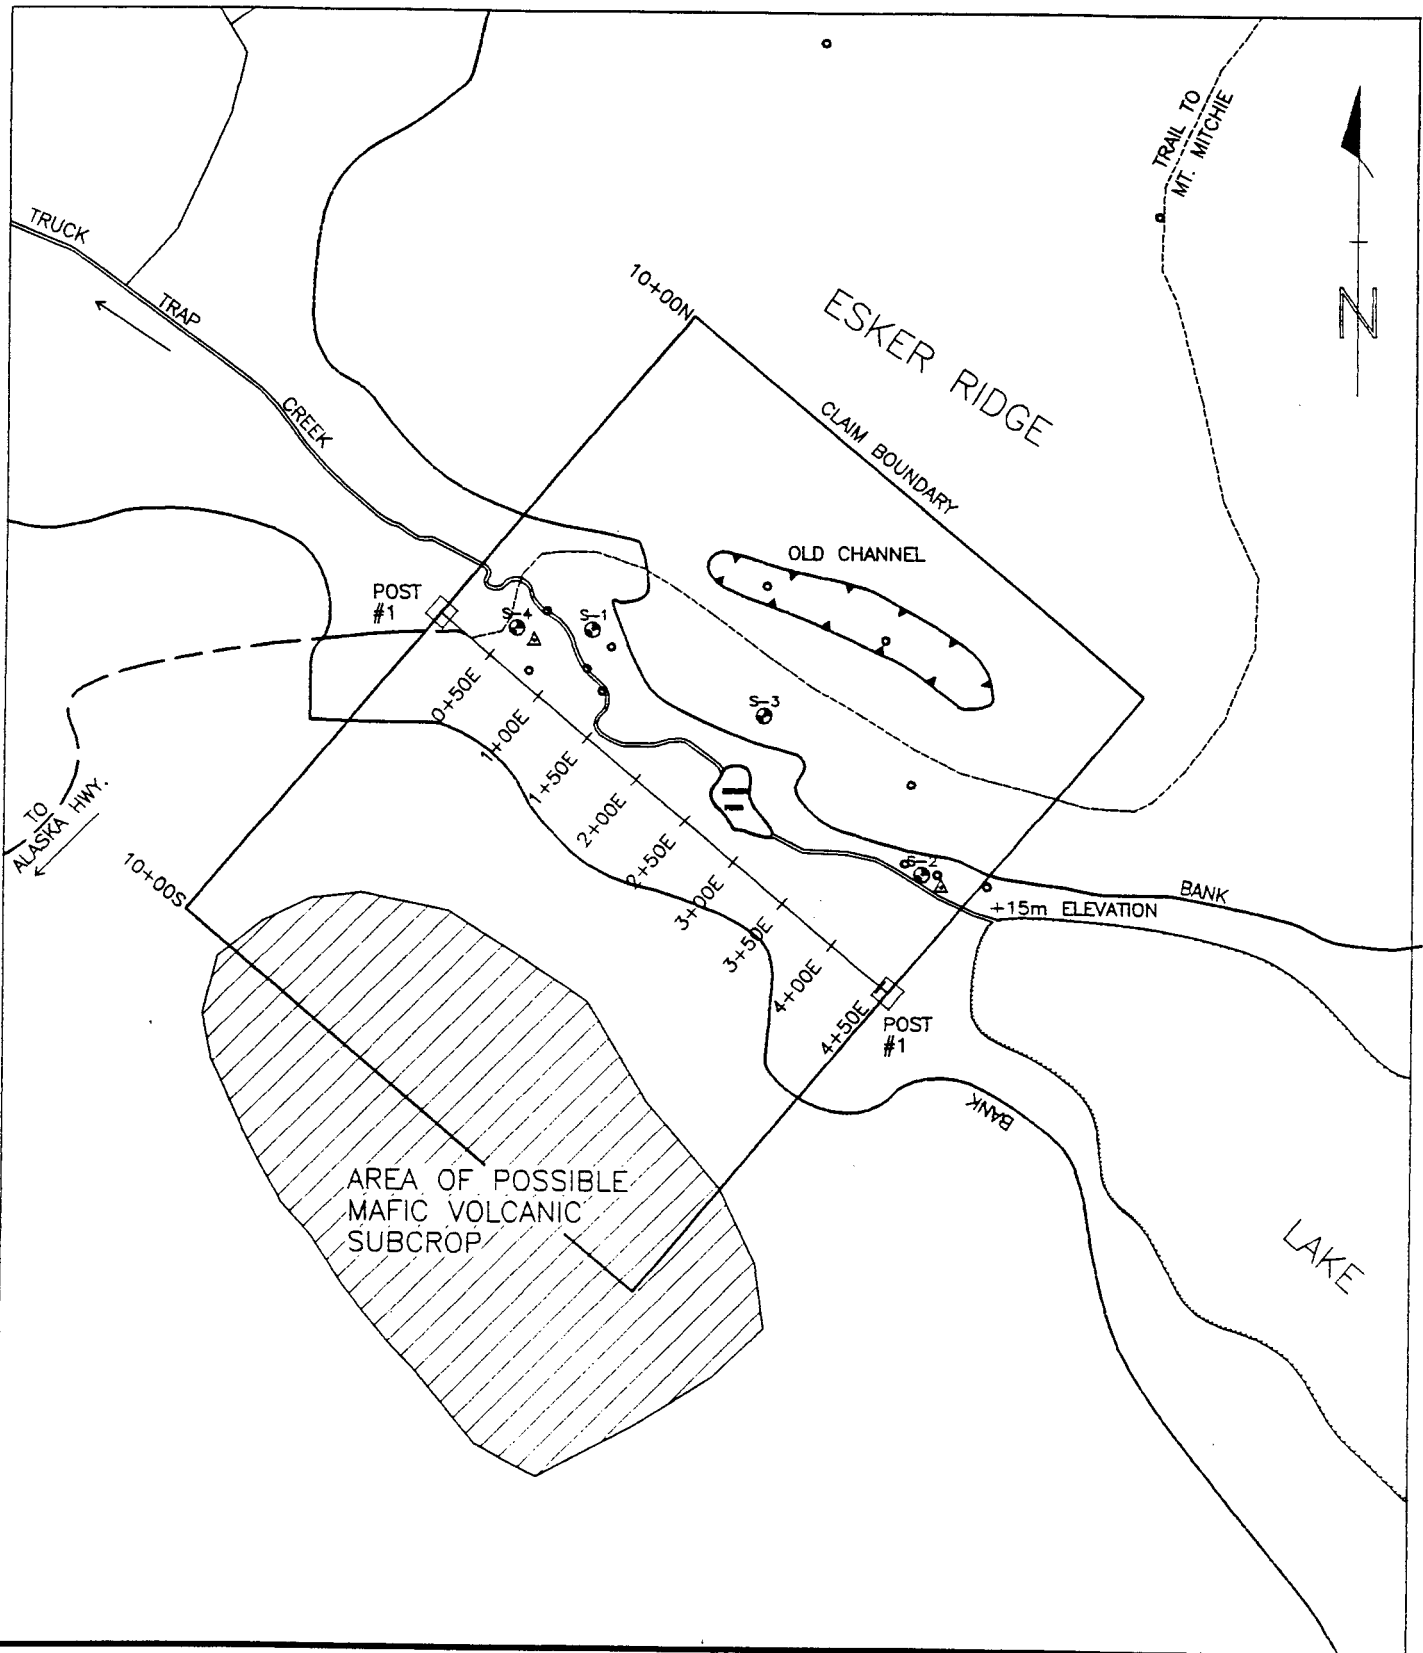 TRAIL TO
MT. MITCHIE
TRUCK
TRAP
CREEK
10+00N
N
ESKER RIDGE
CLAIM BOUNDARY
OLD CHANNEL
POST
#1
S-4
S-1
S-3
S-2
0+50E
1+00E
1+50E
2+00E
2+50E
3+00E
3+50E
4+00E
4+50E
TO
ALASKA HWY.
10+00S
BANK
+15m ELEVATION
POST
#1
BANK
AREA OF POSSIBLE
MAFIC VOLCANIC
SUBCROP
LAKE